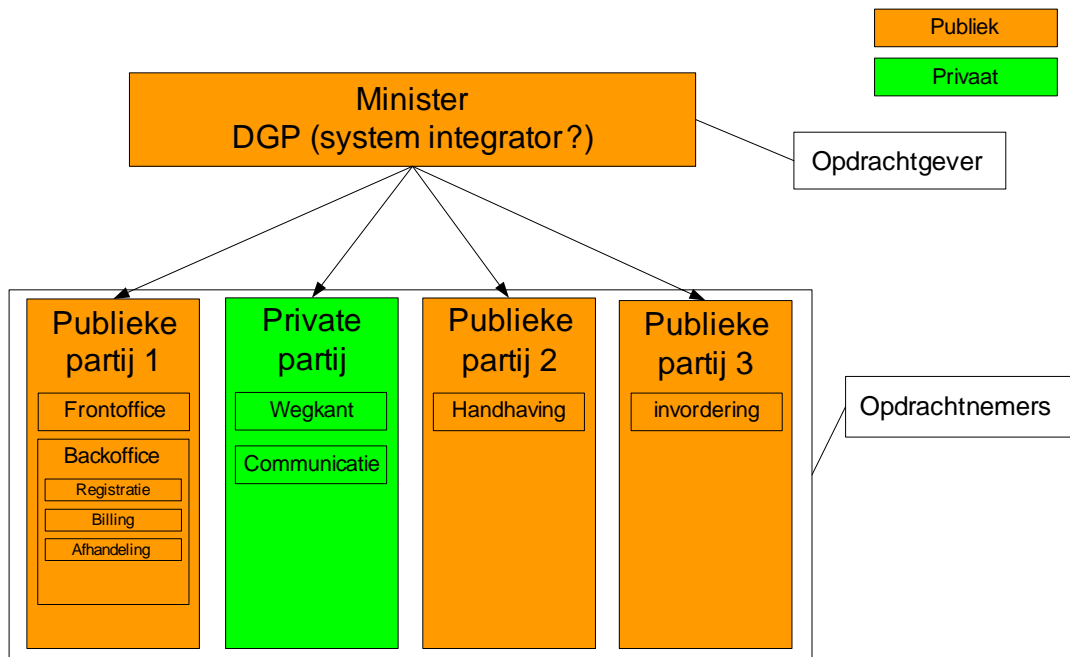 Publiek
Privaat
Minister
DGP (system integrator?)
Opdrachtgever
Publieke
partij 1
Frontoffice
Backoffice
Registratie
Billing
Afhandeling
Private
partij
Wegkant
Communicatie
Publieke
partij 2
Handhaving
Publieke
partij 3
invordering
Opdrachtnemers